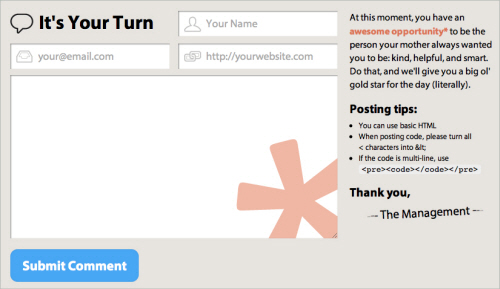 It's Your Turn
Your Name
your@email.com
http://yourwebsite.com
Submit Comment
At this moment, you have an
awesome opportunity* to be the
person your mother always wanted
you to be: kind, helpful, and smart.
Do that, and we'll give you a big ol'
gold star for the day (literally).
Posting tips:
• You can use basic HTML
• When posting code, please turn all
< characters into &lt;
• If the code is multi-line, use
<pre><code></code></pre>
Thank you,
— The Management —